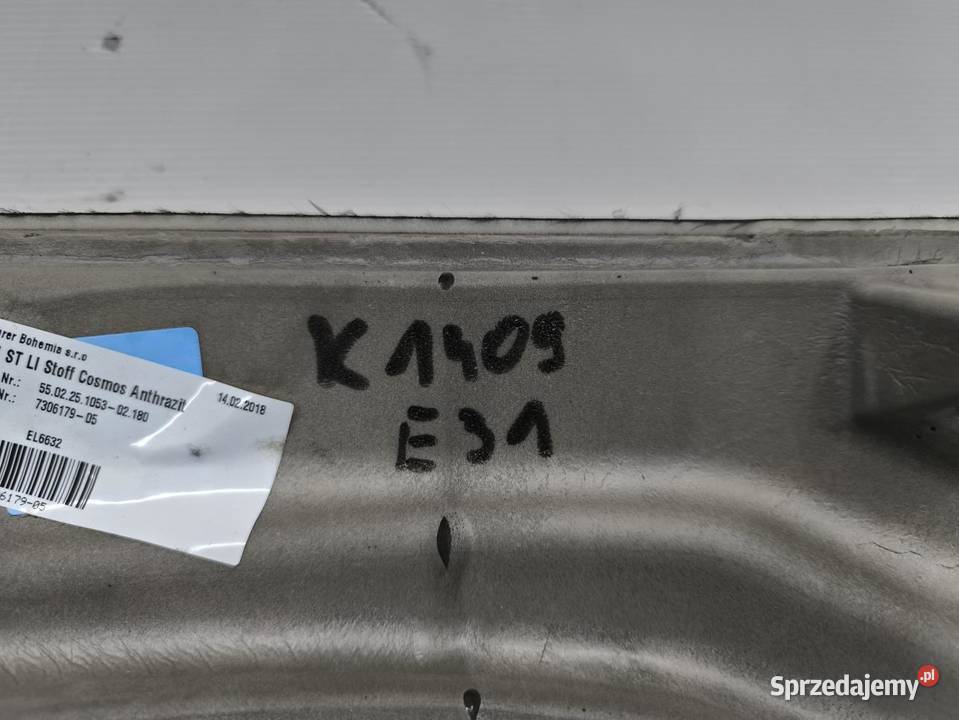 s.r.o
Bohemia
ST LI Stoff Cosmos Anthrazit
14.02.2018
Nr.: 55.02.25.1053-02.180
Nr.: 7306179-05
EL6632
6179-05
K1409
E31
Sprzedajemy.pl